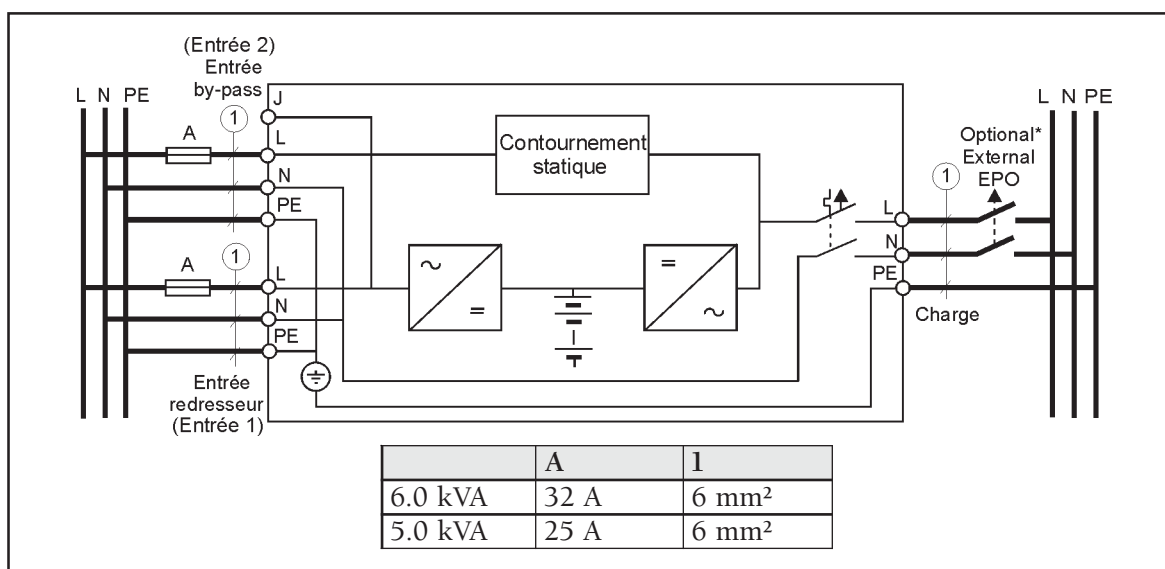 (Entrée 2)
Entrée
by-pass
L N PE
A
1
J
L
N
PE
Contournement
statique
1
A
L
N
PE
~
=
=
~
Entrée
redresseur
(Entrée 1)
L
N
PE
1
Charge
Optional*
External
EPO
L N PE
A 1
6.0 kVA 32 A 6 mm²
5.0 kVA 25 A 6 mm²